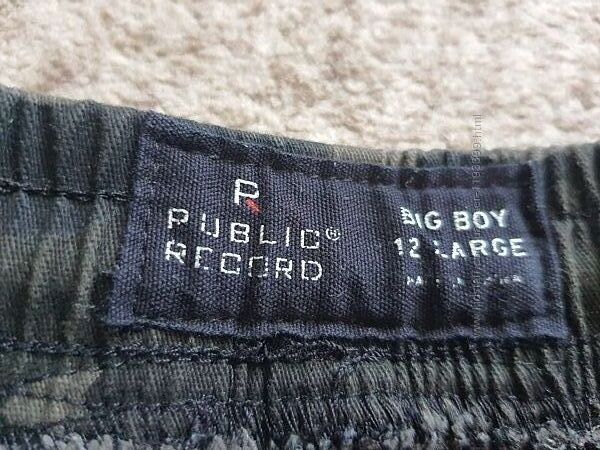 P
PUBLIC®
RECORD
BIG BOY
12 LARGE